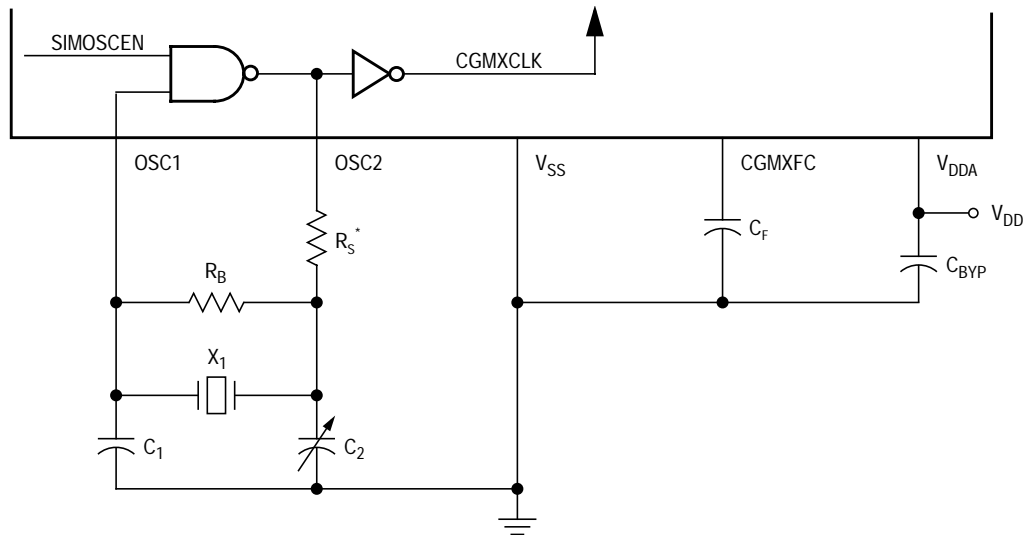 SIMOSCEN
CGMXCLK
OSC1
OSC2
V_SS
CGMXFC
V_DDA
V_DD
R_S*
C_F
C_BYP
R_B
X_1
C_1
C_2